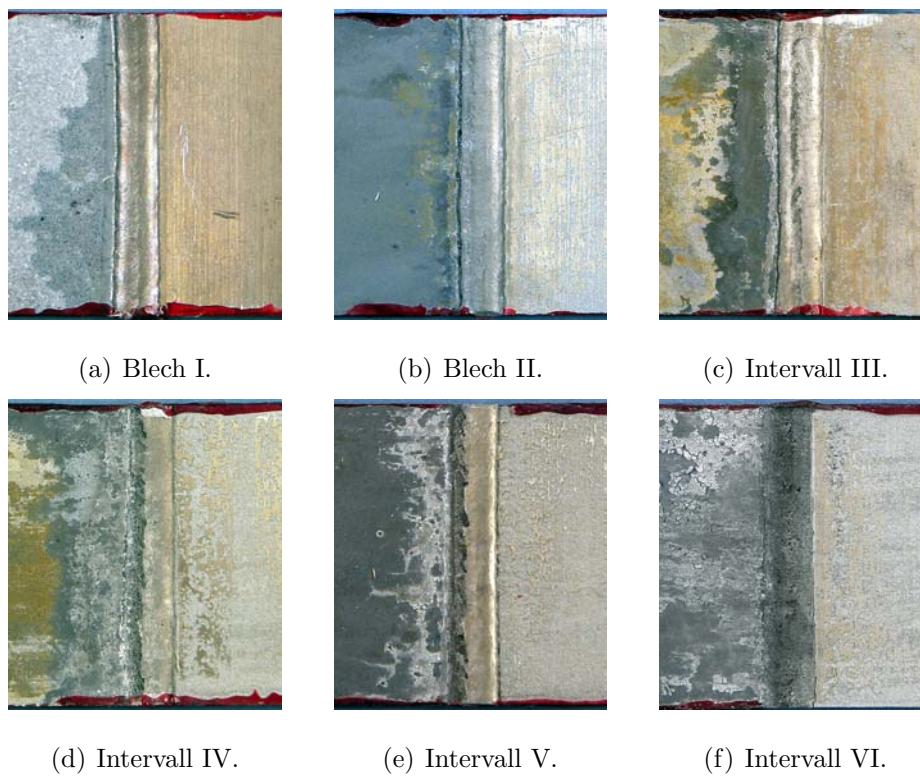 (a) Blech I.
(b) Blech II.
(c) Intervall III.
(d) Intervall IV.
(e) Intervall V.
(f) Intervall VI.